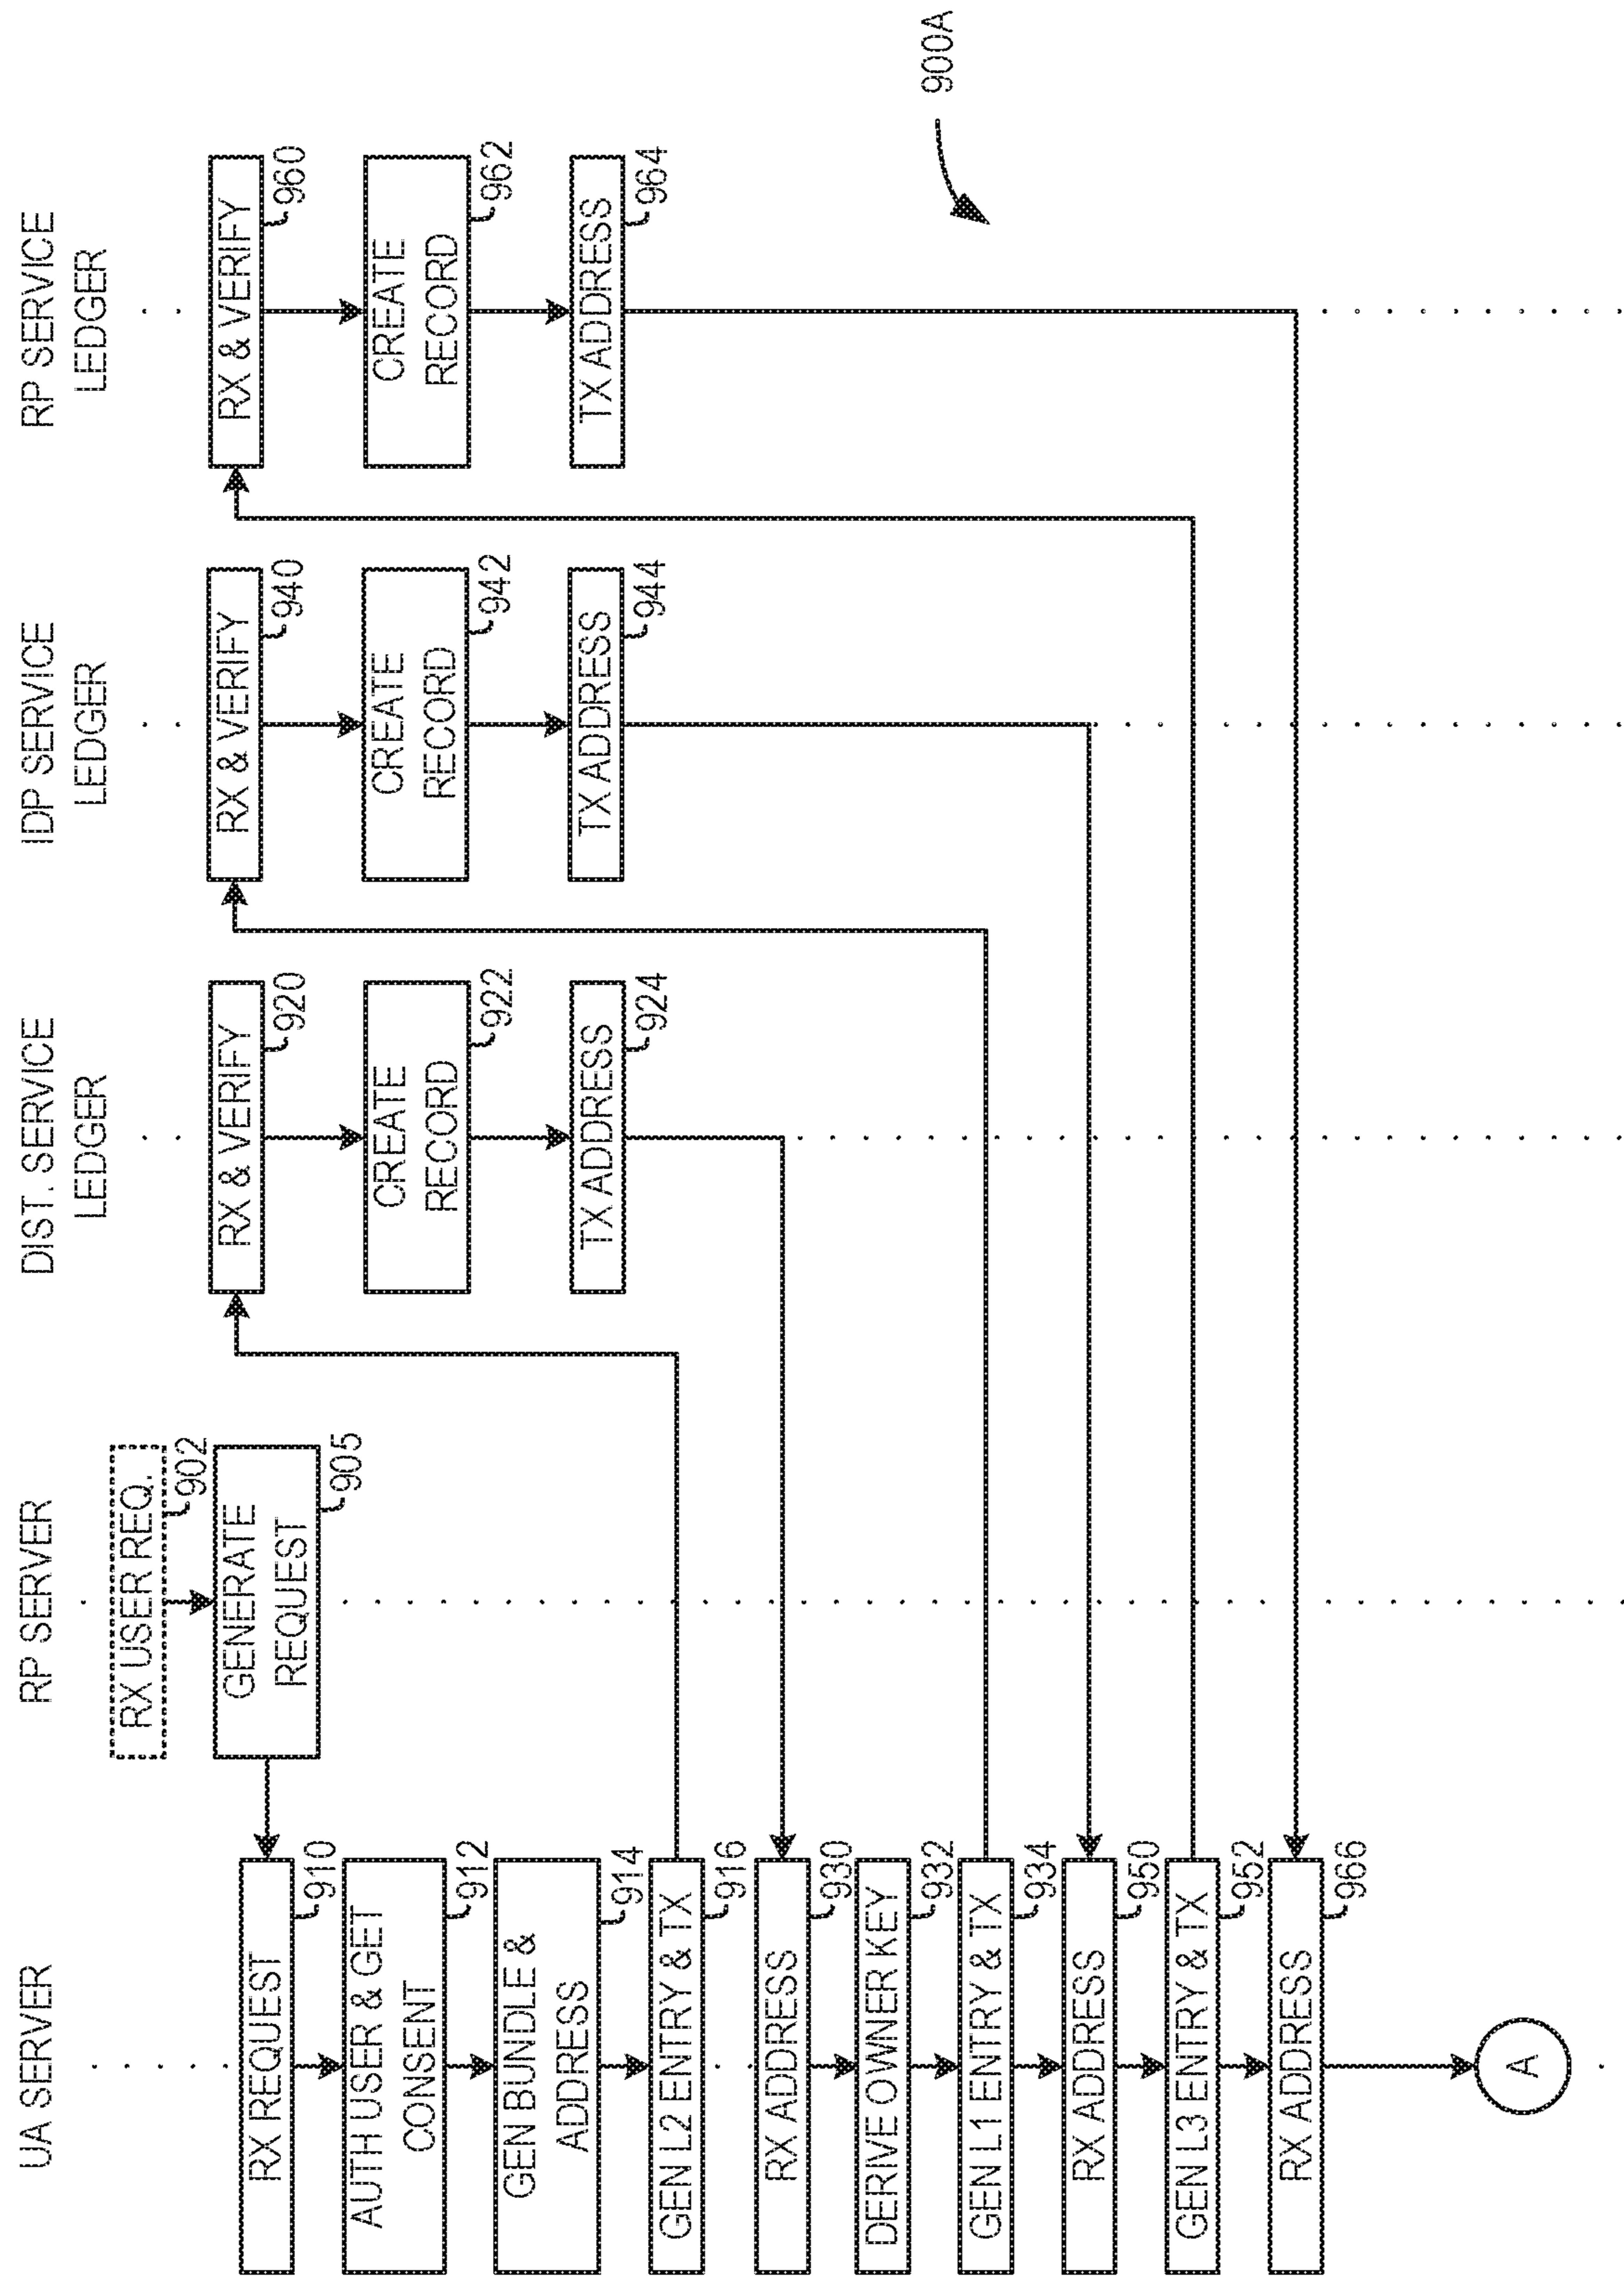 UA SERVER
RP SERVER
DIST. SERVICE
LEDGER
IDP SERVICE
LEDGER
RP SERVICE
LEDGER
RX USER REQ.
902
GENERATE
REQUEST
905
RX REQUEST
910
AUTH USER & GET
CONSENT
912
GEN BUNDLE &
ADDRESS
914
GEN L2 ENTRY & TX
916
RX & VERIFY
920
CREATE
RECORD
922
TX ADDRESS
924
RX ADDRESS
930
DERIVE OWNER KEY
932
GEN L1 ENTRY & TX
934
RX & VERIFY
940
CREATE
RECORD
942
TX ADDRESS
944
RX ADDRESS
950
GEN L3 ENTRY & TX
952
RX & VERIFY
960
CREATE
RECORD
962
TX ADDRESS
964
RX ADDRESS
966
A
900A